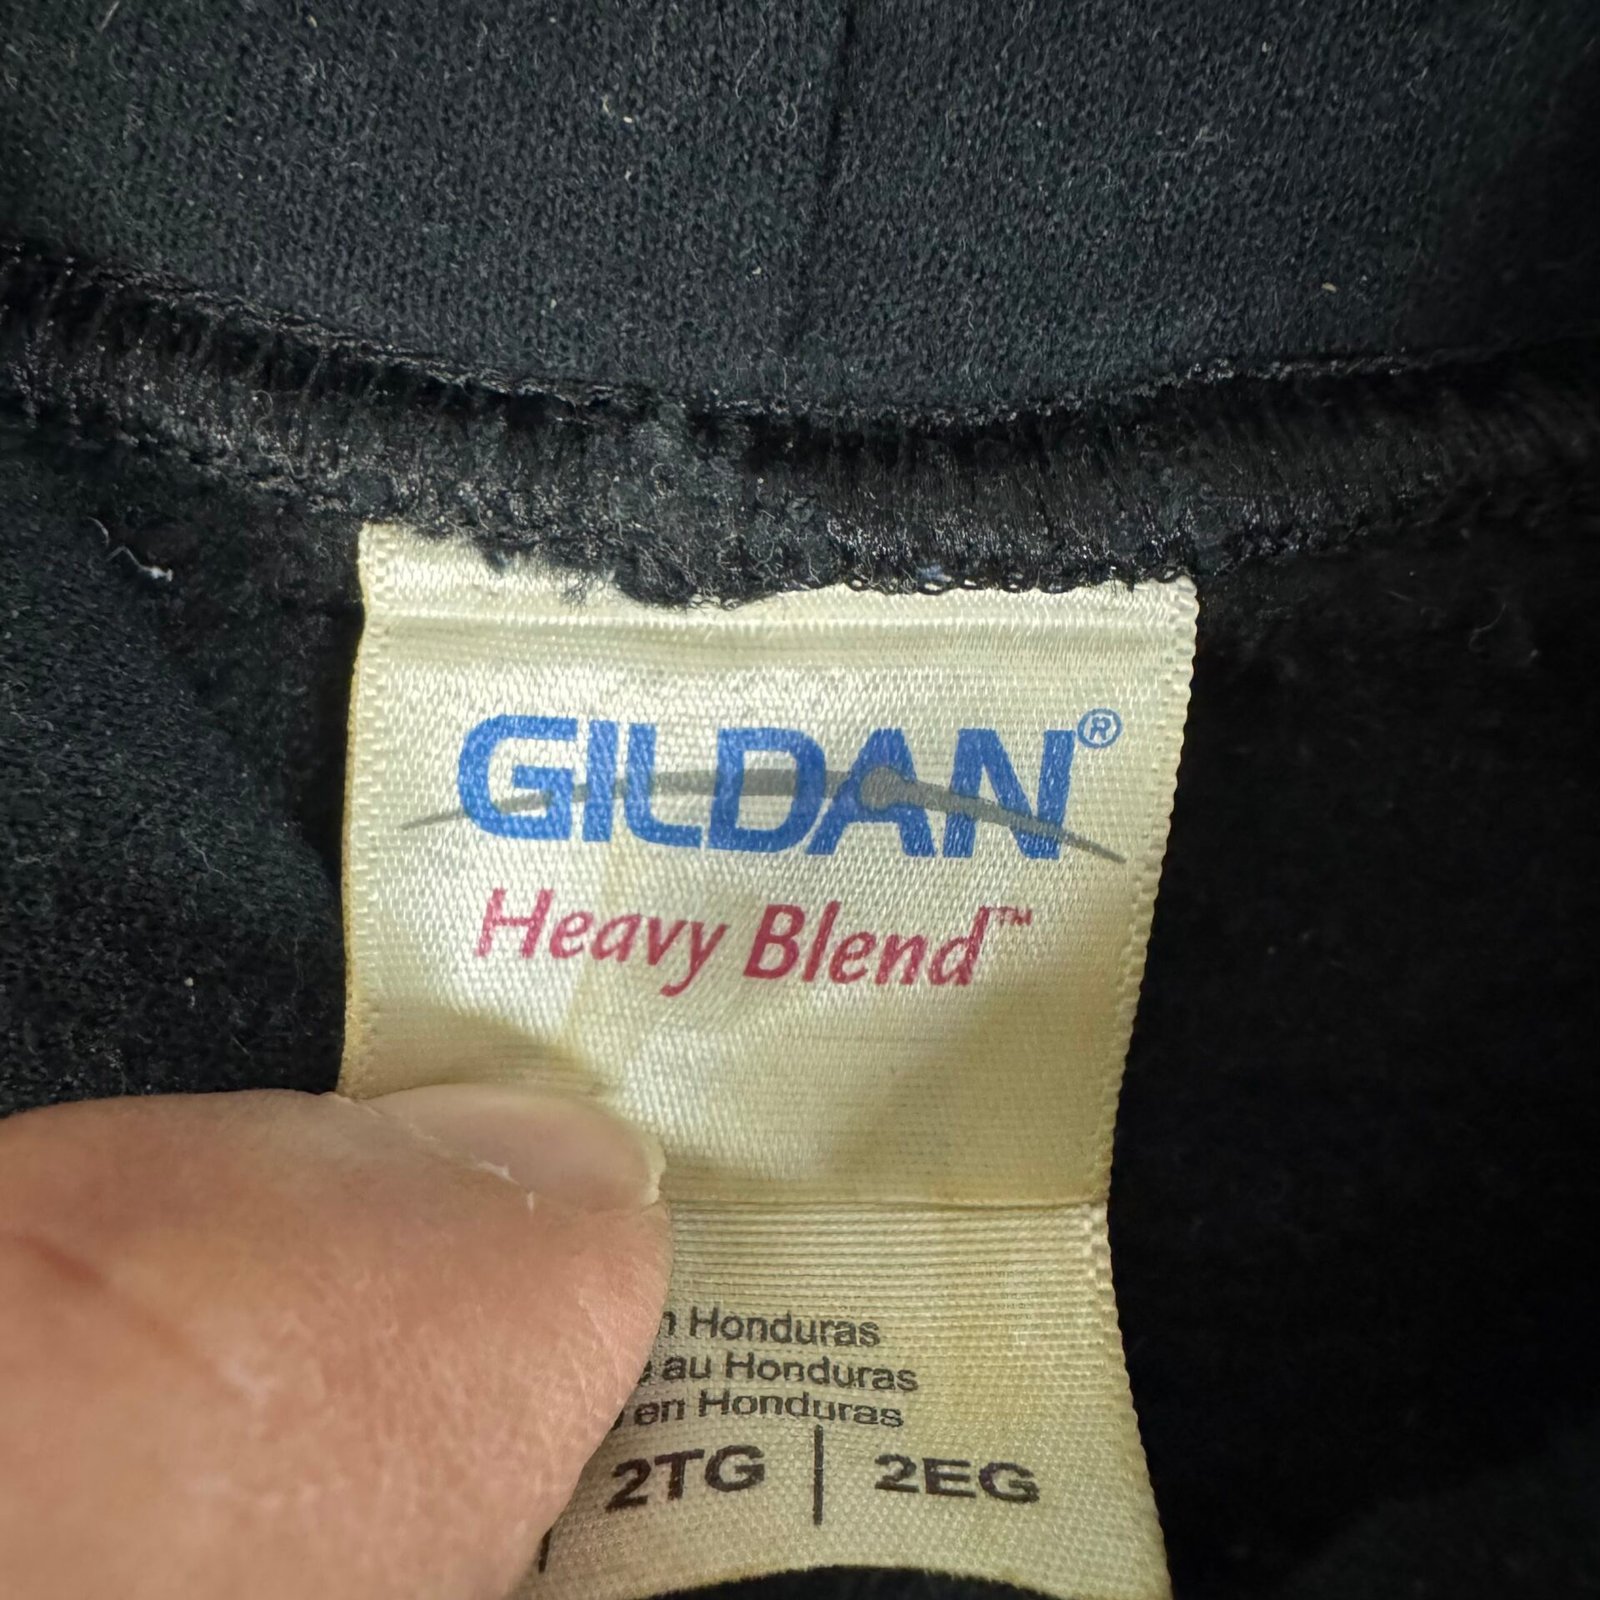 GILDAN®
Heavy Blend™
n Honduras
au Honduras
en Honduras
2TG | 2EG